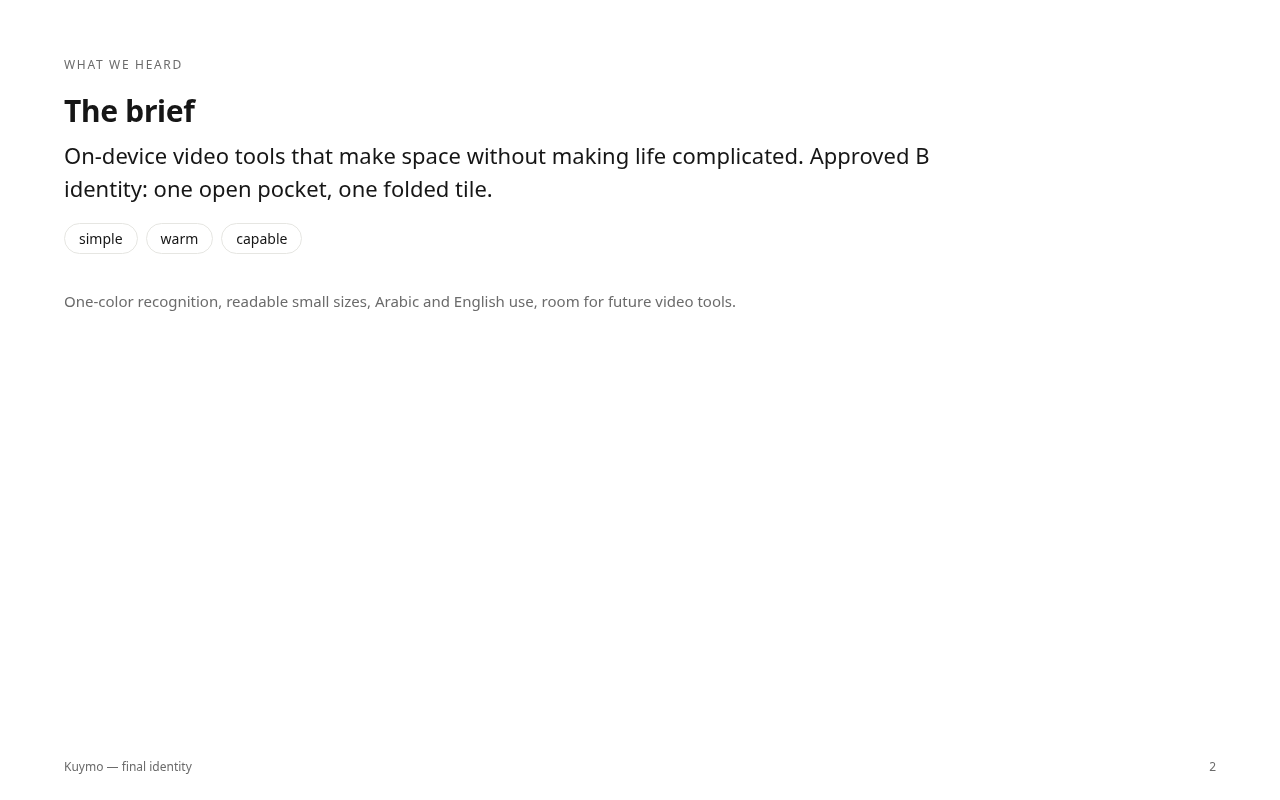 WHAT WE HEARD
The brief
On-device video tools that make space without making life complicated. Approved B
identity: one open pocket, one folded tile.
simple warm capable
One-color recognition, readable small sizes, Arabic and English use, room for future video tools.
Kuymo — final identity 2